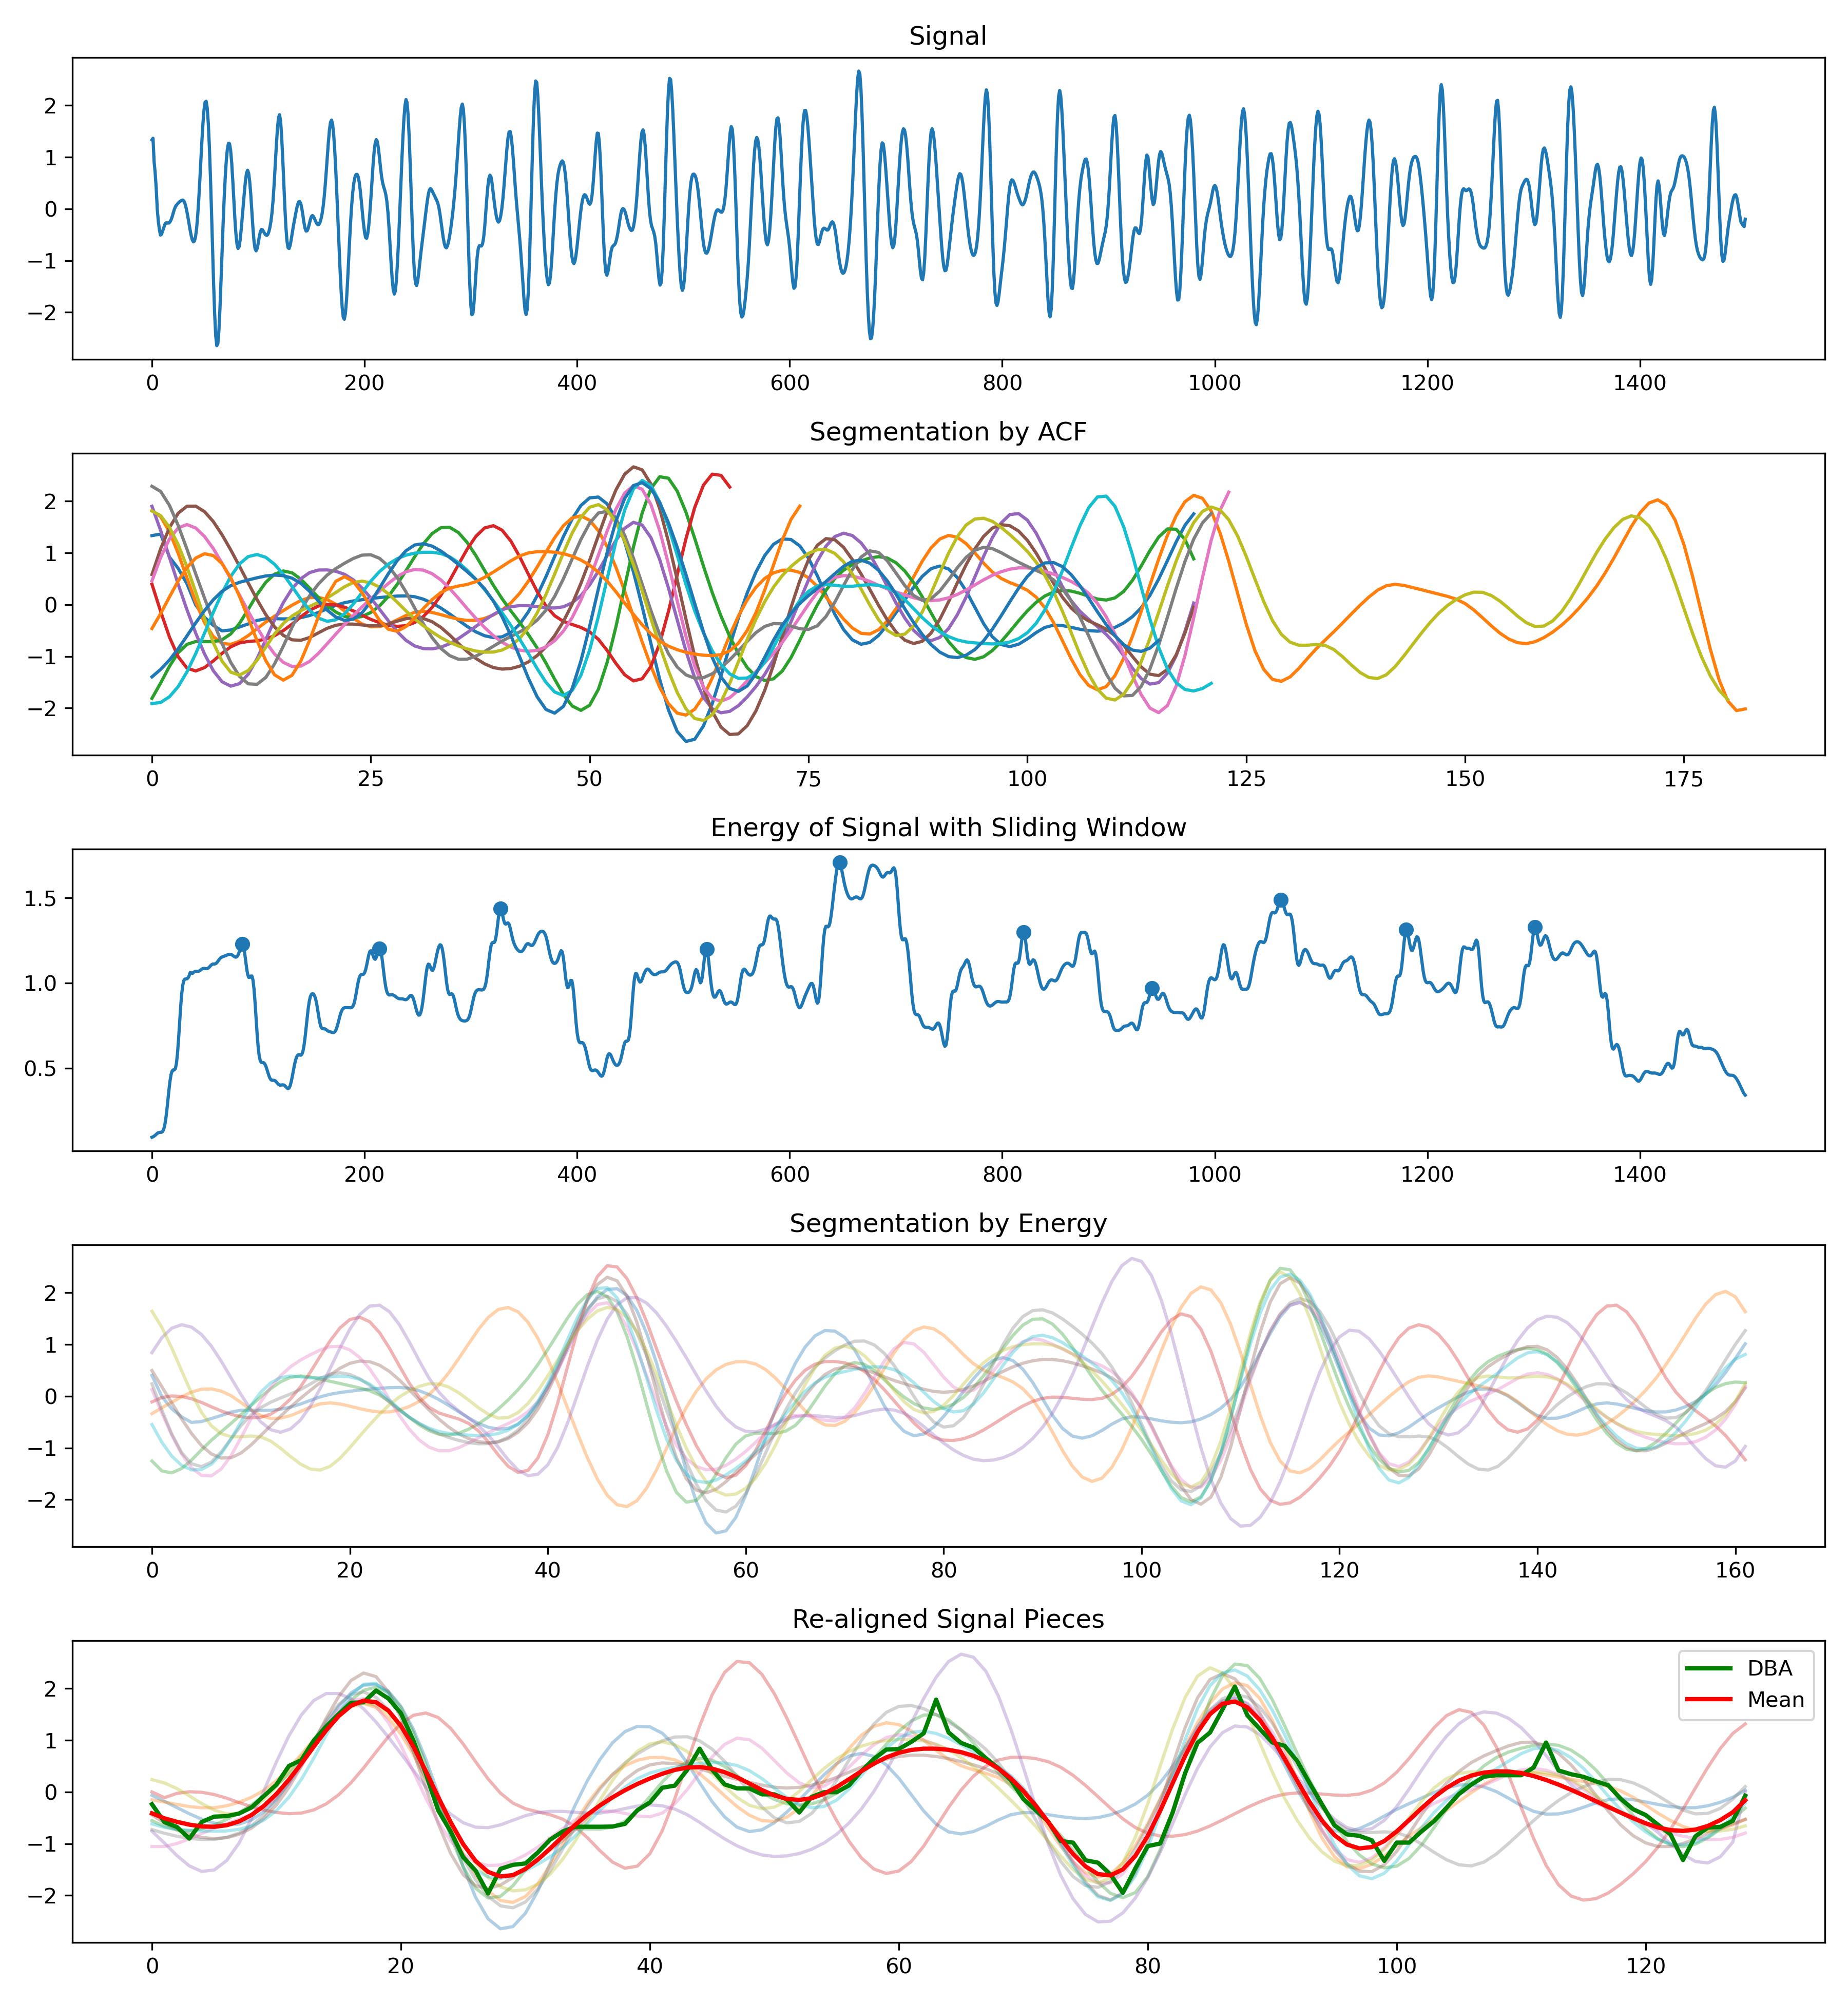 Signal
2
1
0
−1
−2
0 200 400 600 800 1000 1200 1400
Segmentation by ACF
2
1
0
−1
−2
0 25 50 75 100 125 150 175
Energy of Signal with Sliding Window
1.5
1.0
0.5
0 200 400 600 800 1000 1200 1400
Segmentation by Energy
2
1
0
−1
−2
0 20 40 60 80 100 120 140 160
Re-aligned Signal Pieces
DBA
Mean
2
1
0
−1
−2
0 20 40 60 80 100 120